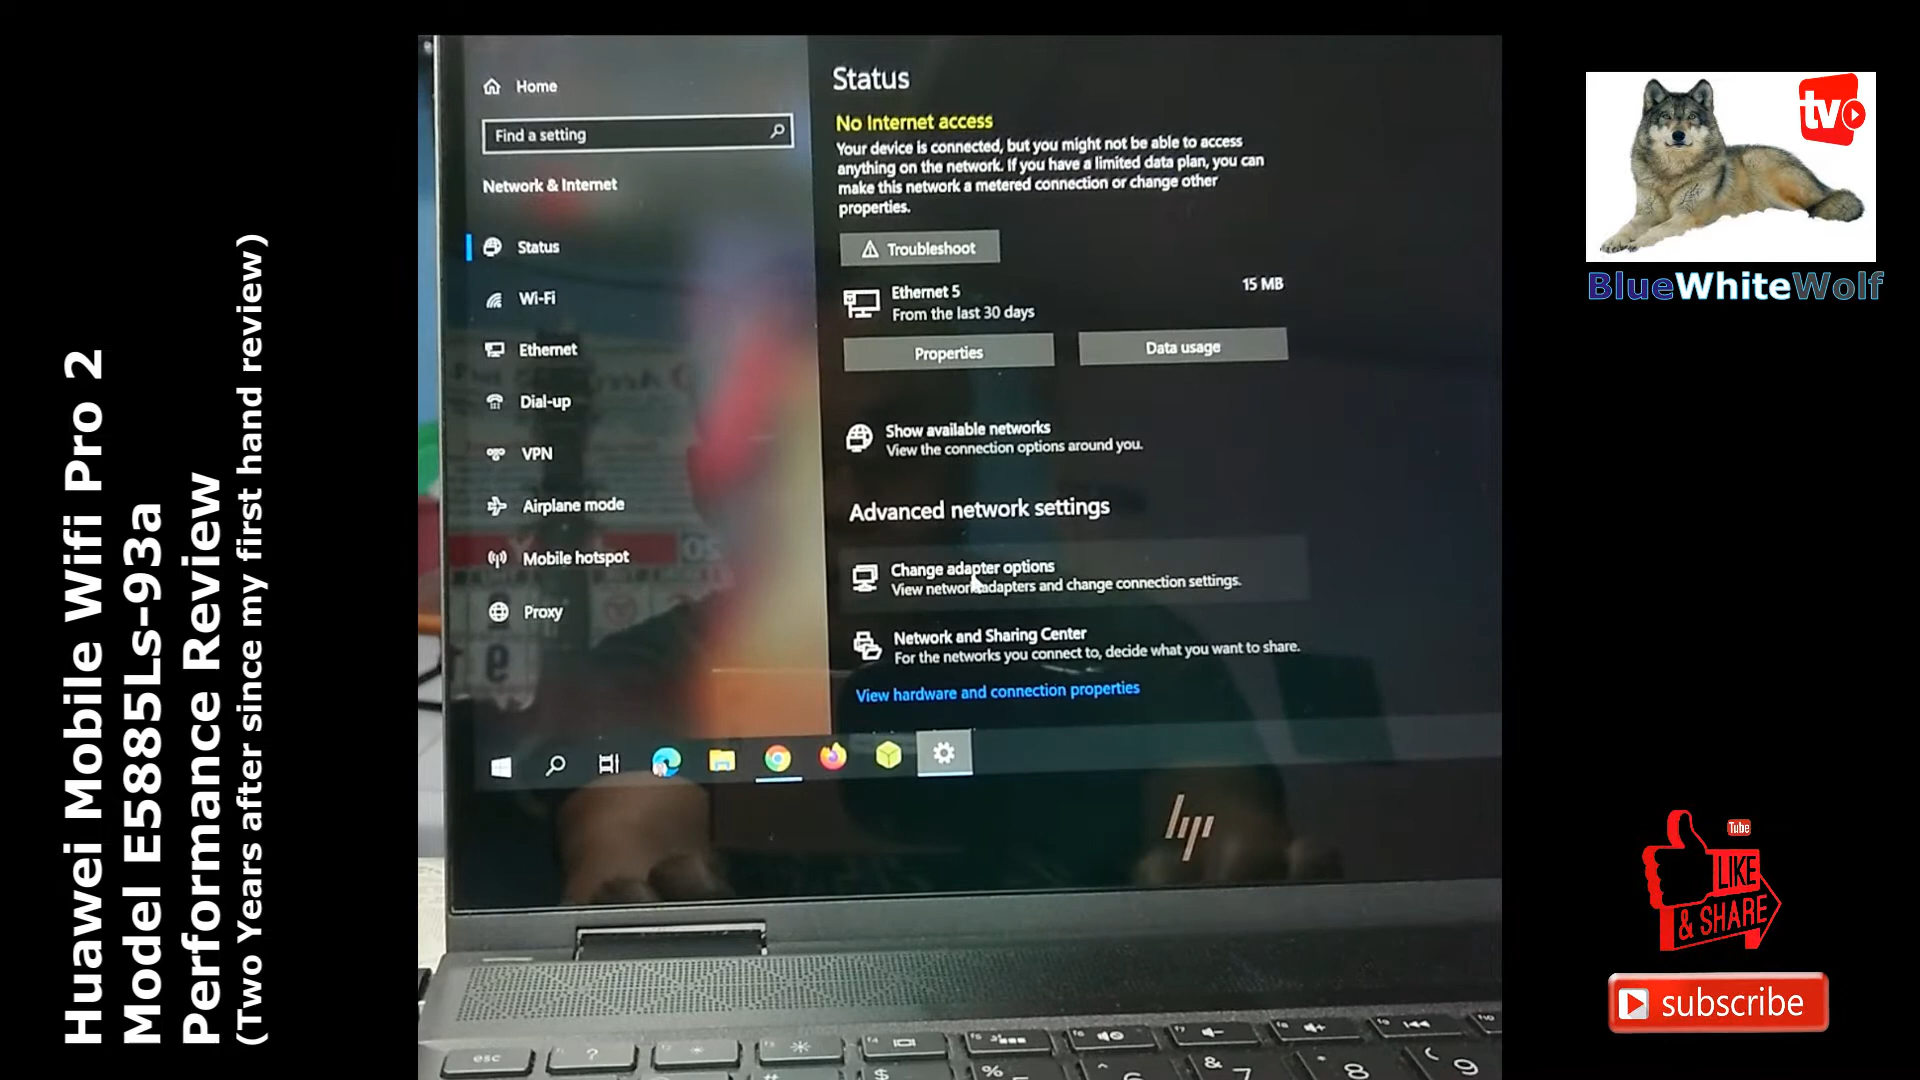 Huawei Mobile Wifi Pro 2
Model E5885Ls-93a
Performance Review
(Two Years after since my first hand review)
Home
Find a setting
Network & Internet
Status
Wi-Fi
Ethernet
Dial-up
VPN
Airplane mode
Mobile hotspot
Proxy
Status
No Internet access
Your device is connected, but you might not be able to access
anything on the network. If you have a limited data plan, you can
make this network a metered connection or change other
properties.
Troubleshoot
Ethernet 5
15 MB
From the last 30 days
Properties
Data usage
Show available networks
View the connection options around you.
Advanced network settings
Change adapter options
View network adapters and change connection settings.
Network and Sharing Center
For the networks you connect to, decide what you want to share.
View hardware and connection properties
hp
esc
?
$
%
&
7
*
8
(
9
tv
BlueWhiteWolf
Tube
LIKE
& SHARE
subscribe